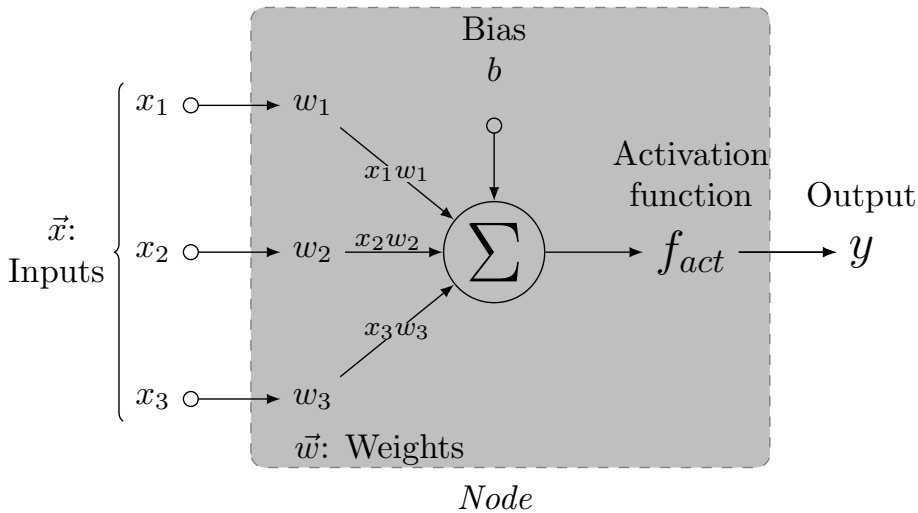 Bias
b
x₁
w₁
x₁w₁
Activation
function
Output
x⃗:
Inputs
x₂
w₂
x₂w₂
Σ
f_act
y
x₃w₃
x₃
w₃
w⃗: Weights
Node